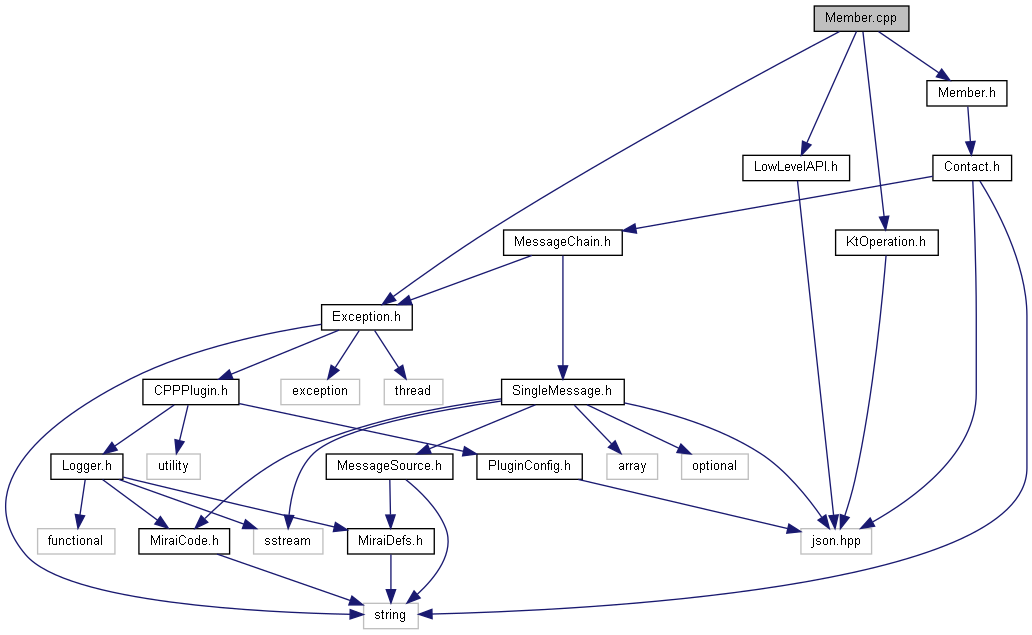 Member.cpp
Member.h
LowLevelAPI.h
Contact.h
MessageChain.h
KtOperation.h
Exception.h
CPPPlugin.h
exception
thread
SingleMessage.h
Logger.h
utility
MessageSource.h
PluginConfig.h
array
optional
functional
MiraiCode.h
sstream
MiraiDefs.h
json.hpp
string